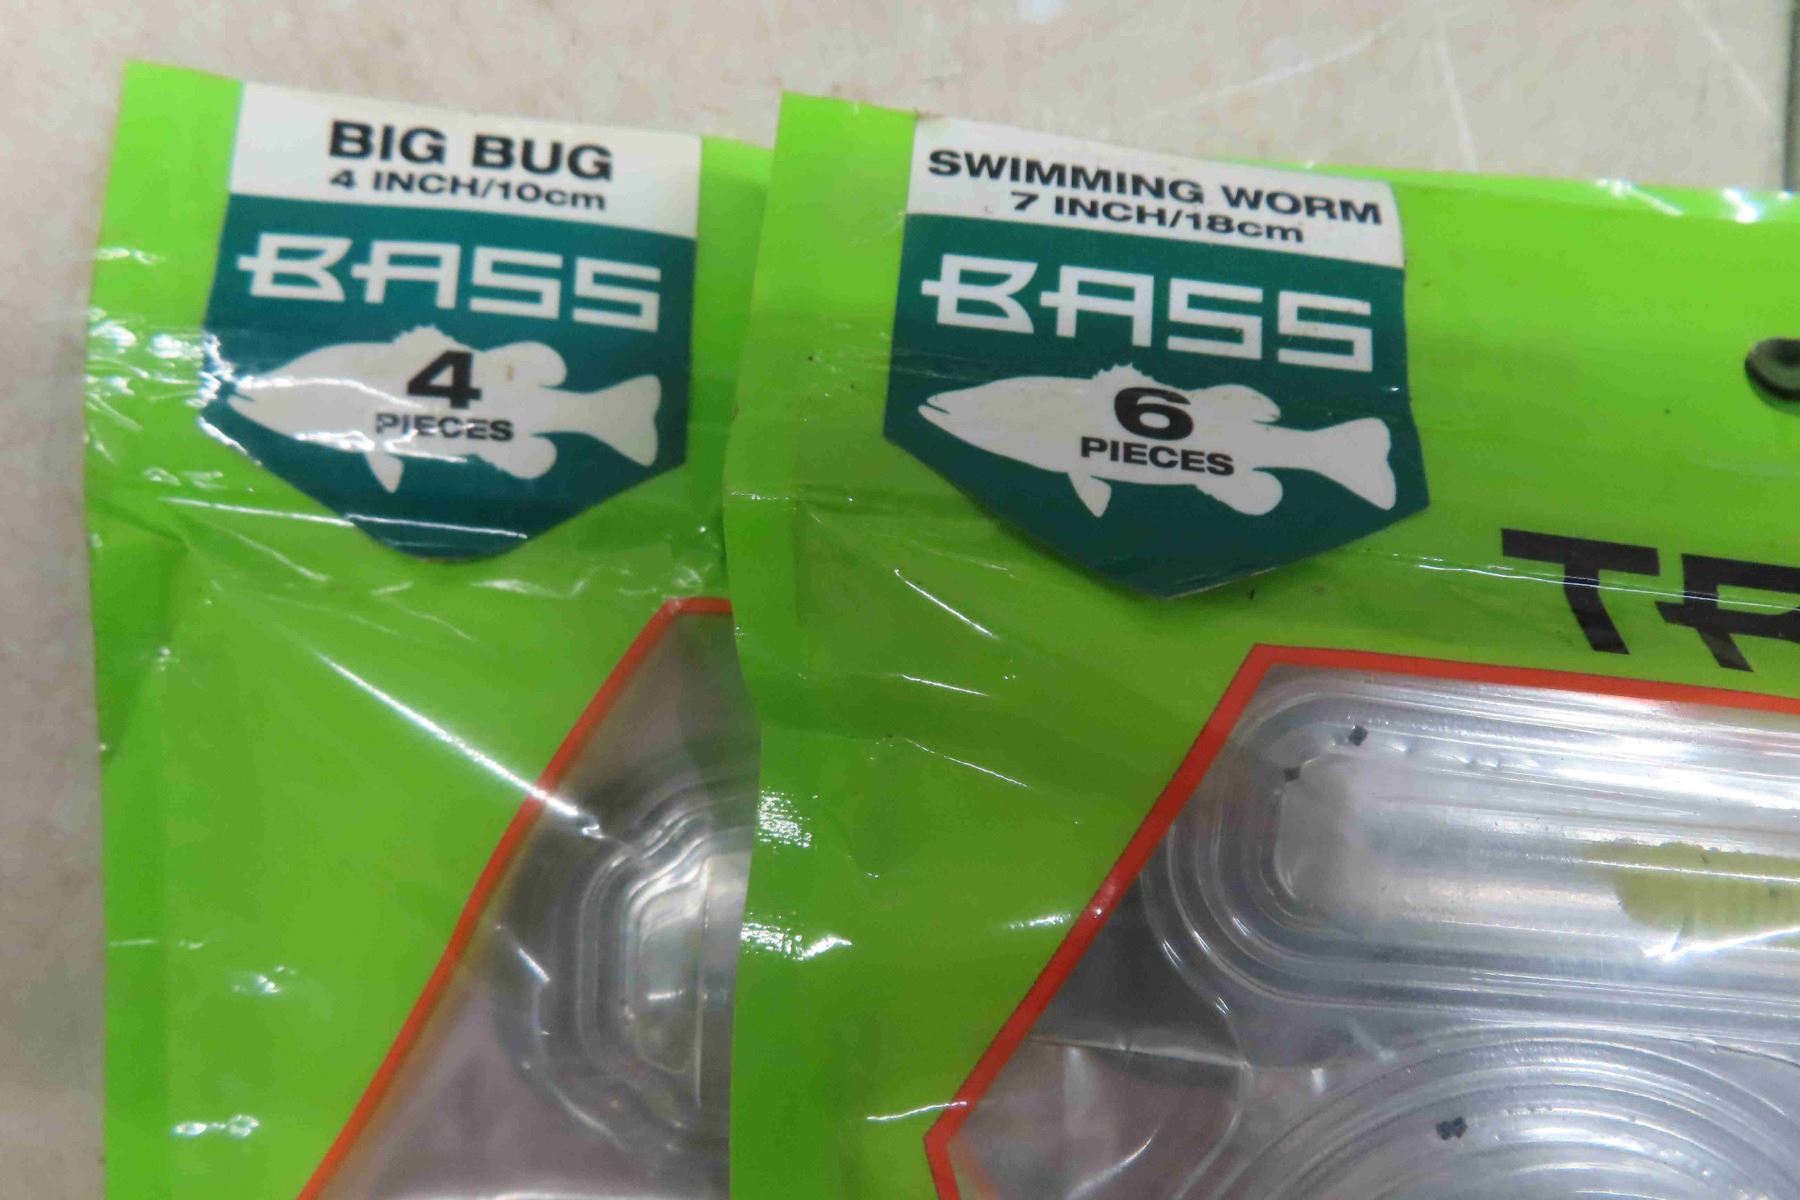 BIG BUG
4 INCH/10cm
BASS
4
PIECES
SWIMMING WORM
7 INCH/18cm
BASS
6
PIECES